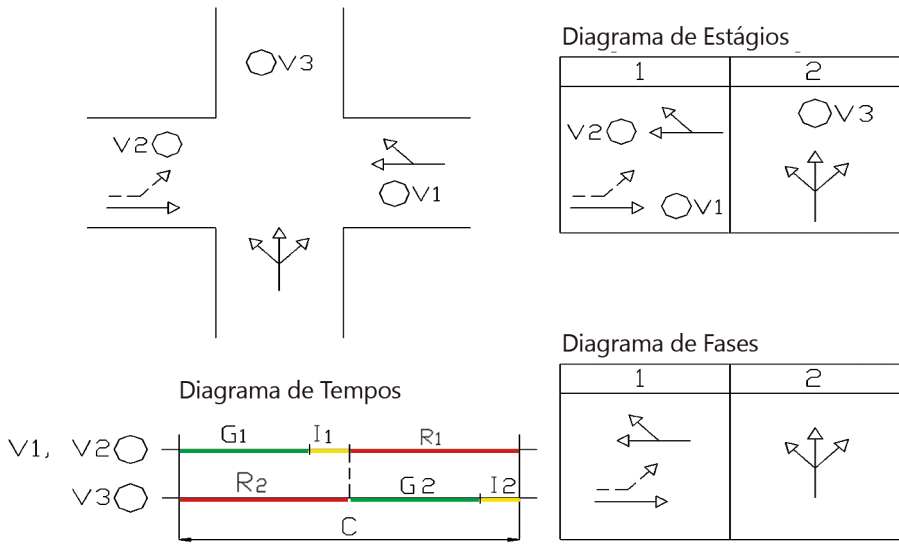 V3
V2
V1
Diagrama de Estágios
1 2
V2 V3
V1
Diagrama de Tempos
V1, V2 G1 I1 R1
V3 R2 G2 I2
C
Diagrama de Fases
1 2